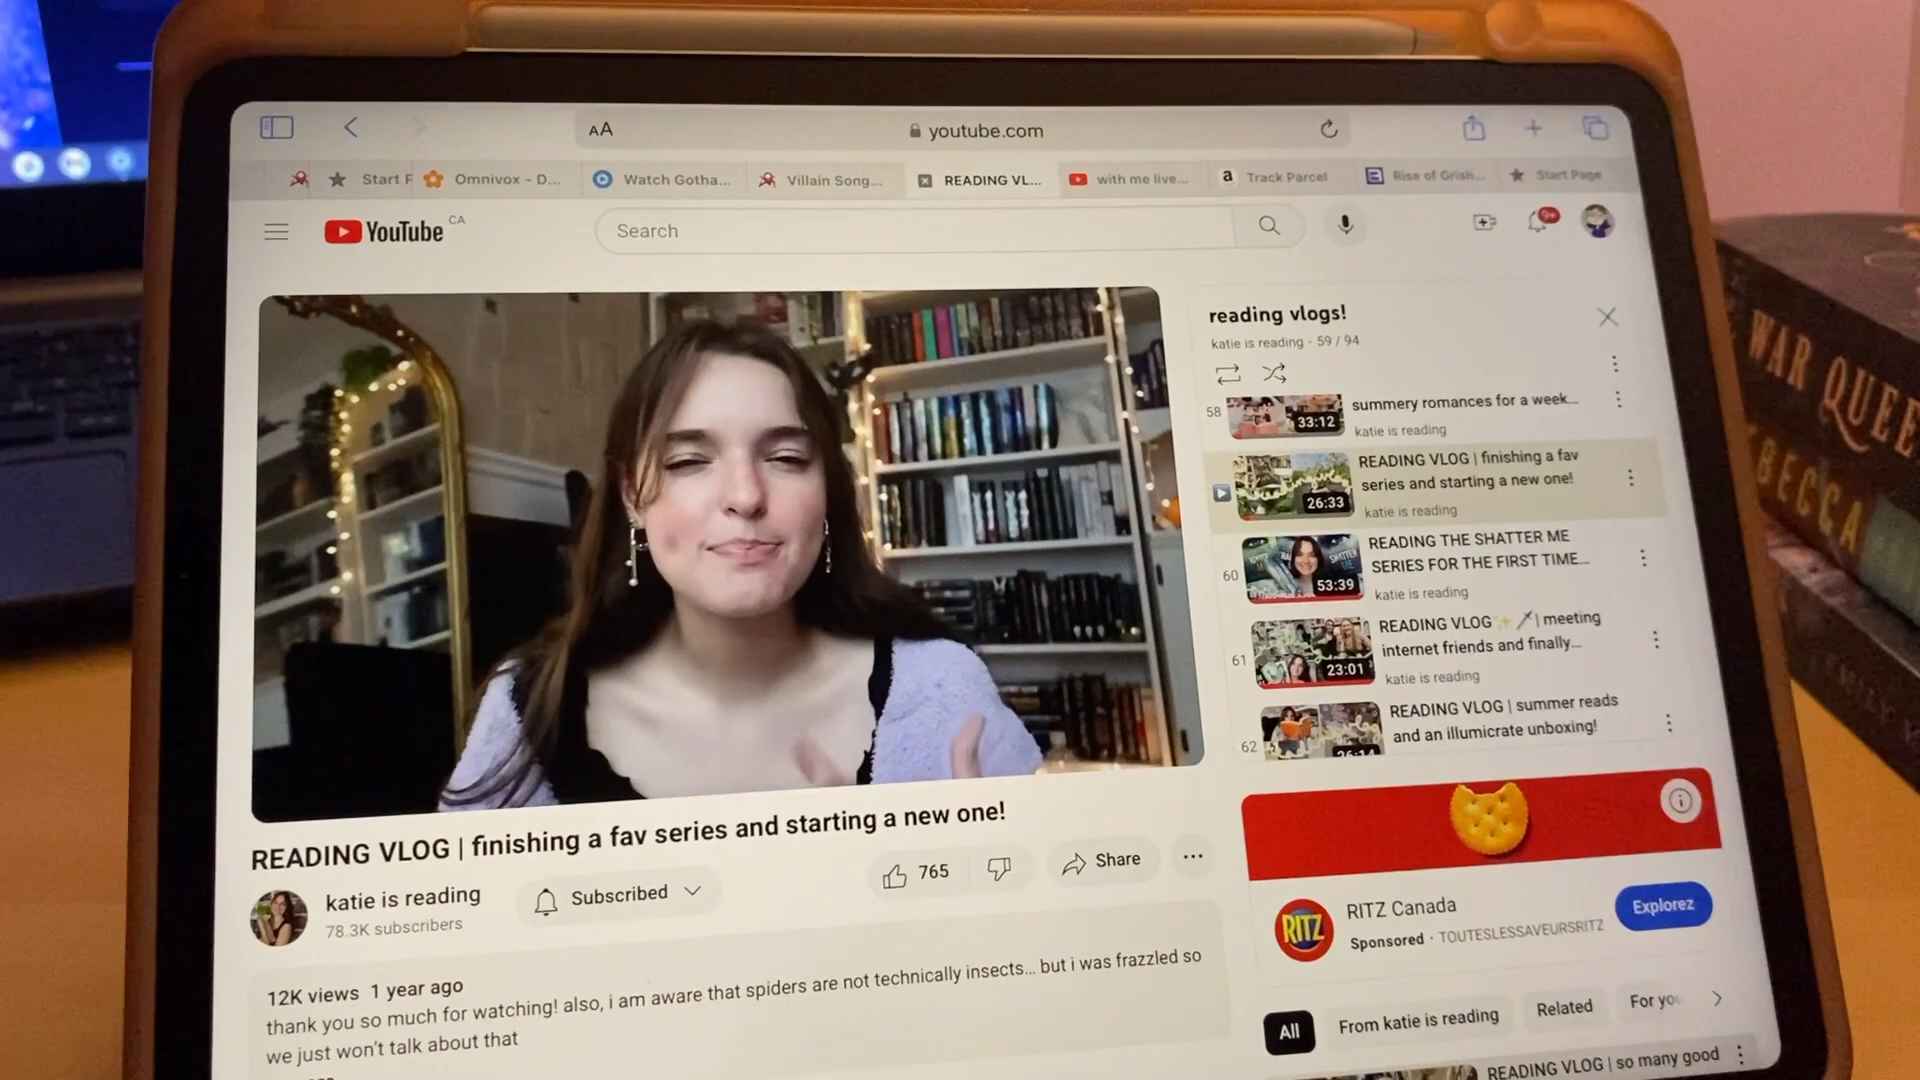 AA
youtube.com
Start P
Omnivox - D...
Watch Gotha...
Villain Song...
READING VL...
with me live...
a
Track Parcel
Rise of Grish...
Start Page
YouTube CA
Search
9+
reading vlogs!
katie is reading - 59 / 94
58
33:12
summery romances for a week...
katie is reading
26:33
READING VLOG | finishing a fav
series and starting a new one!
katie is reading
60
SHATTER
53:39
READING THE SHATTER ME
SERIES FOR THE FIRST TIME...
katie is reading
61
23:01
READING VLOG✨🗡️| meeting
internet friends and finally...
katie is reading
62
READING VLOG | summer reads
and an illumicrate unboxing!
READING VLOG | finishing a fav series and starting a new one!
katie is reading
78.3K subscribers
Subscribed
765
Share
12K views 1 year ago
thank you so much for watching! also, i am aware that spiders are not technically insects... but i was frazzled so
we just won't talk about that
RITZ
RITZ Canada
Sponsored · TOUTESLESSAVEURSRITZ
Explorez
All
From katie is reading
Related
For you
READING VLOG | so many good
WAR QUEE
BECCA